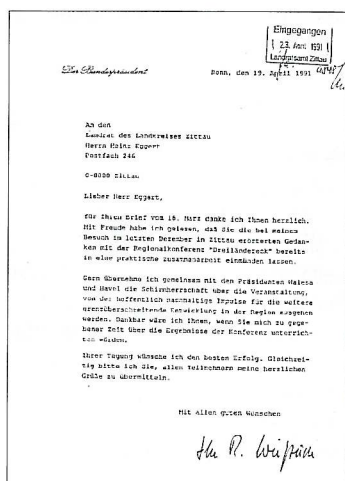 Eingegangen
23. April 1991
Landratsamt Zittau
Der Bundespräsident
Bonn, den 19. April 1991
An den
Landrat des Landkreises Zittau
Herrn Heinz Eggert
Postfach 246
O-8800 Zittau
Lieber Herr Eggert,
für Ihren Brief vom 18. März danke ich Ihnen herzlich.
Mit Freude habe ich gelesen, daß Sie die bei meinem
Besuch im letzten Dezember in Zittau erörterten Gedan-
ken mit der Regionalkonferenz "Dreiländereck" bereits
in eine praktische Zusammenarbeit einmünden lassen.
Gern übernehme ich gemeinsam mit den Präsidenten Walesa
und Havel die Schirmherrschaft über die Veranstaltung,
von der hoffentlich nachhaltige Impulse für die weitere
grenzüberschreitende Entwicklung in der Region ausgehen
werden. Dankbar wäre ich Ihnen, wenn Sie mich zu gege-
bener Zeit über die Ergebnisse der Konferenz unterrich-
ten würden.
Ihrer Tagung wünsche ich den besten Erfolg. Gleichzei-
tig bitte ich Sie, allen Teilnehmern meine herzlichen
Grüße zu übermitteln.
Mit allen guten Wünschen
Ihr R. Weizsäcker